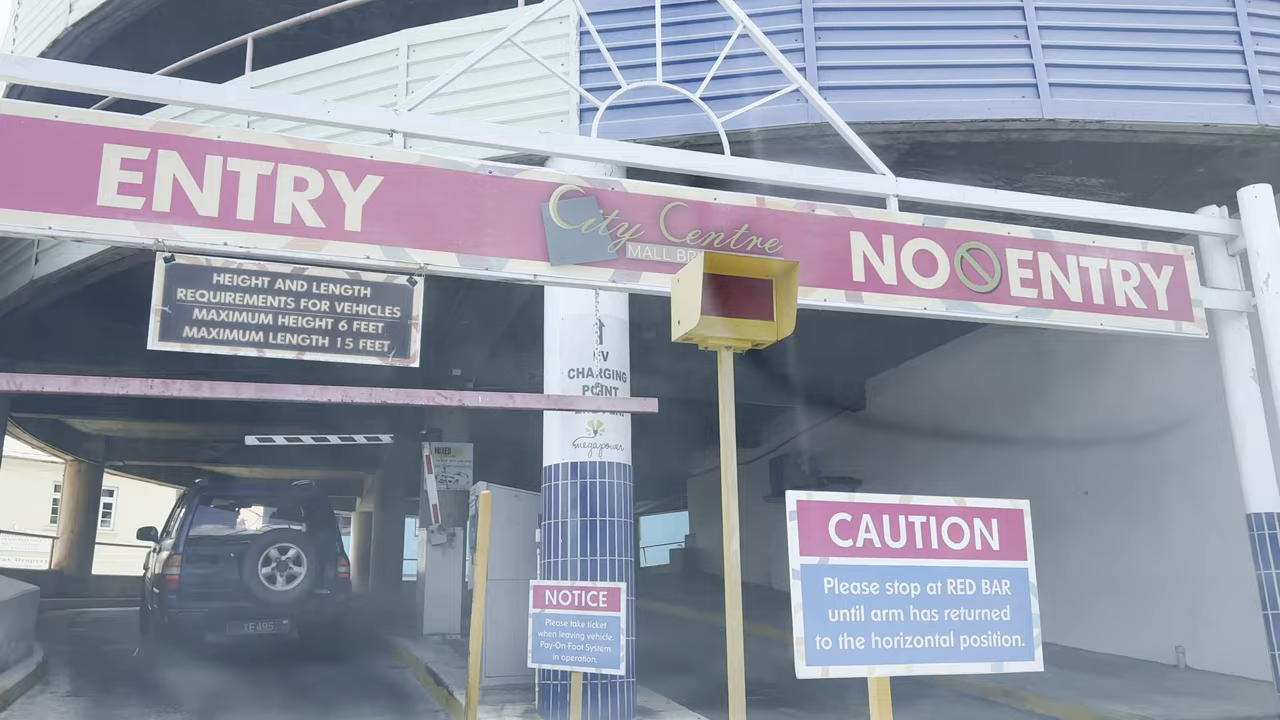 ENTRY
City Centre
MALL
NO ENTRY
HEIGHT AND LENGTH
REQUIREMENTS FOR VEHICLES
MAXIMUM HEIGHT 6 FEET
MAXIMUM LENGTH 15 FEET
CHARGING
POINT
megapower
CAUTION
Please stop at RED BAR
until arm has returned
to the horizontal position.
NOTICE
Please take ticket
when leaving vehicle.
Pay-On-Foot System
in operation.